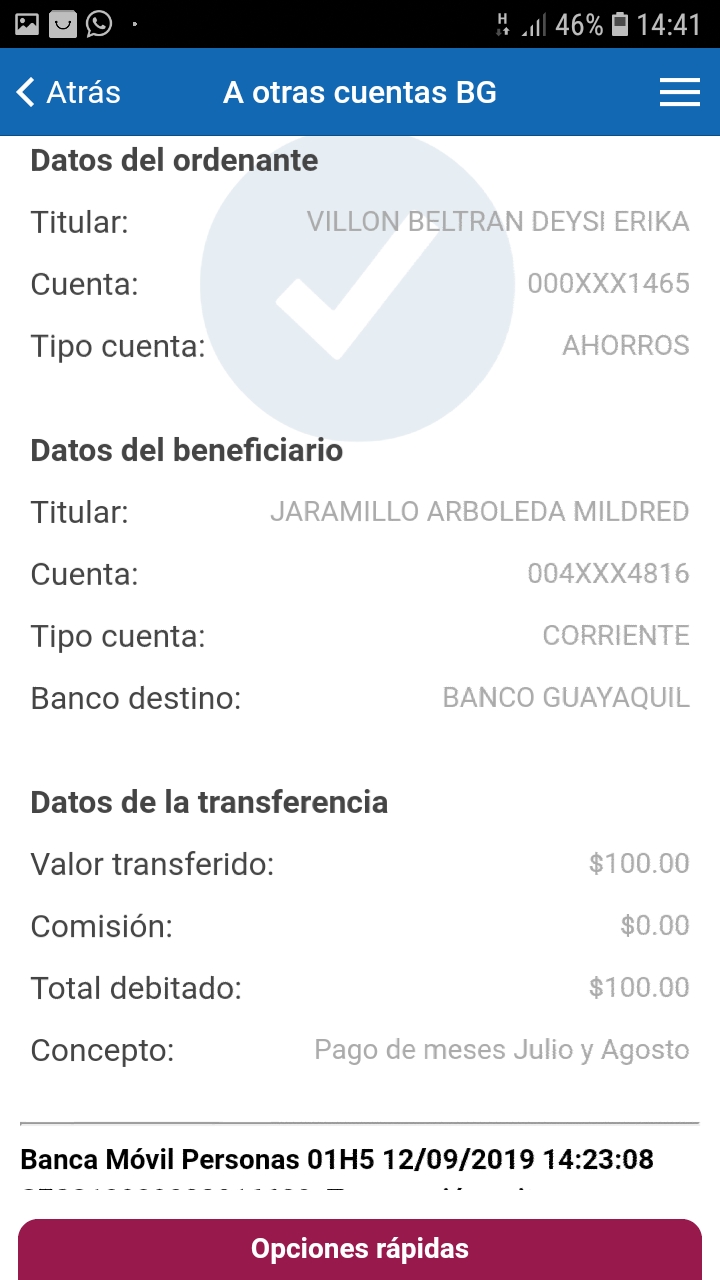 H 46% 14:41
Atrás A otras cuentas BG
Datos del ordenante
Titular: VILLON BELTRAN DEYSI ERIKA
Cuenta: 000XXX1465
Tipo cuenta: AHORROS
Datos del beneficiario
Titular: JARAMILLO ARBOLEDA MILDRED
Cuenta: 004XXX4816
Tipo cuenta: CORRIENTE
Banco destino: BANCO GUAYAQUIL
Datos de la transferencia
Valor transferido: $100.00
Comisión: $0.00
Total debitado: $100.00
Concepto: Pago de meses Julio y Agosto
Banca Móvil Personas 01H5 12/09/2019 14:23:08
Opciones rápidas